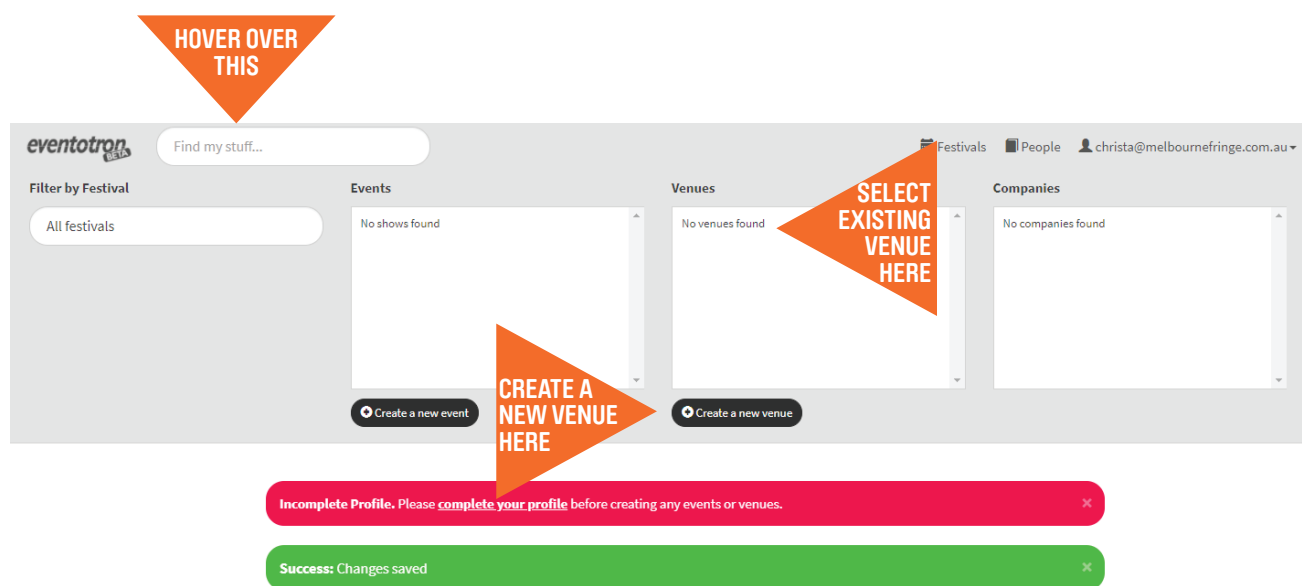 HOVER OVER
THIS
eventotron
BETA
Find my stuff...
Festivals
People
christa@melbournefringe.com.au
Filter by Festival
Events
Venues
Companies
All festivals
No shows found
No venues found
No companies found
SELECT
EXISTING
VENUE
HERE
CREATE A
NEW VENUE
HERE
Create a new event
Create a new venue
Incomplete Profile. Please complete your profile before creating any events or venues.
×
Success: Changes saved
×